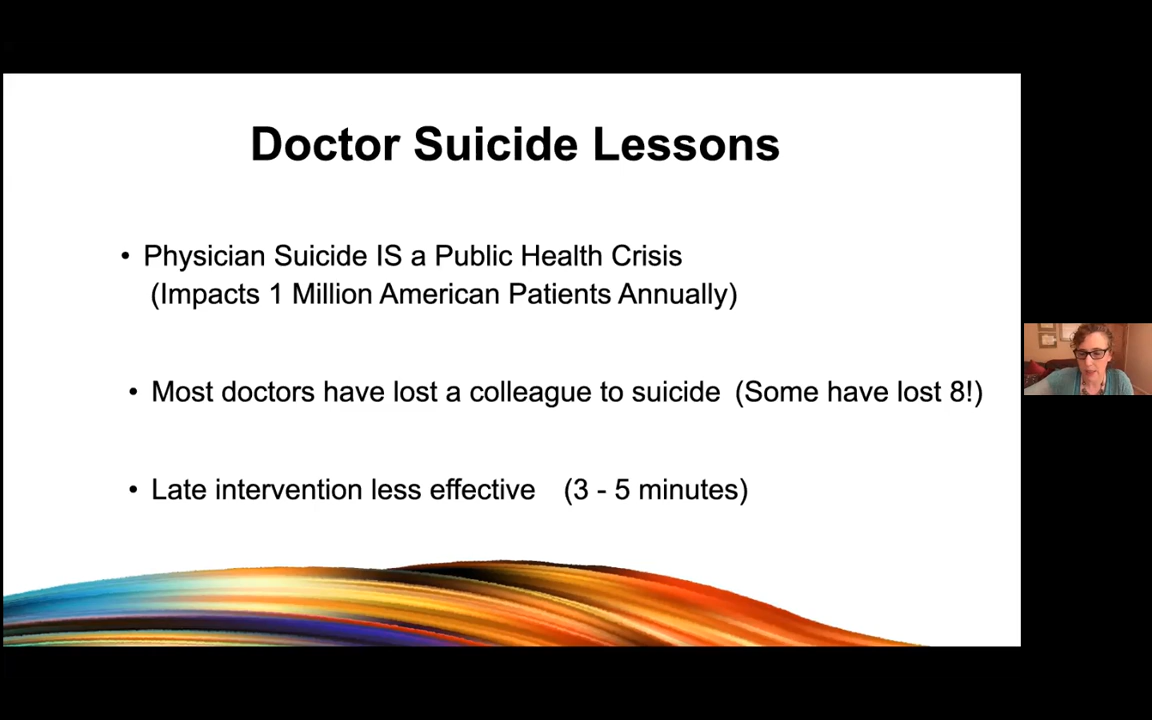 Doctor Suicide Lessons
• Physician Suicide IS a Public Health Crisis
(Impacts 1 Million American Patients Annually)
• Most doctors have lost a colleague to suicide (Some have lost 8!)
• Late intervention less effective (3 - 5 minutes)